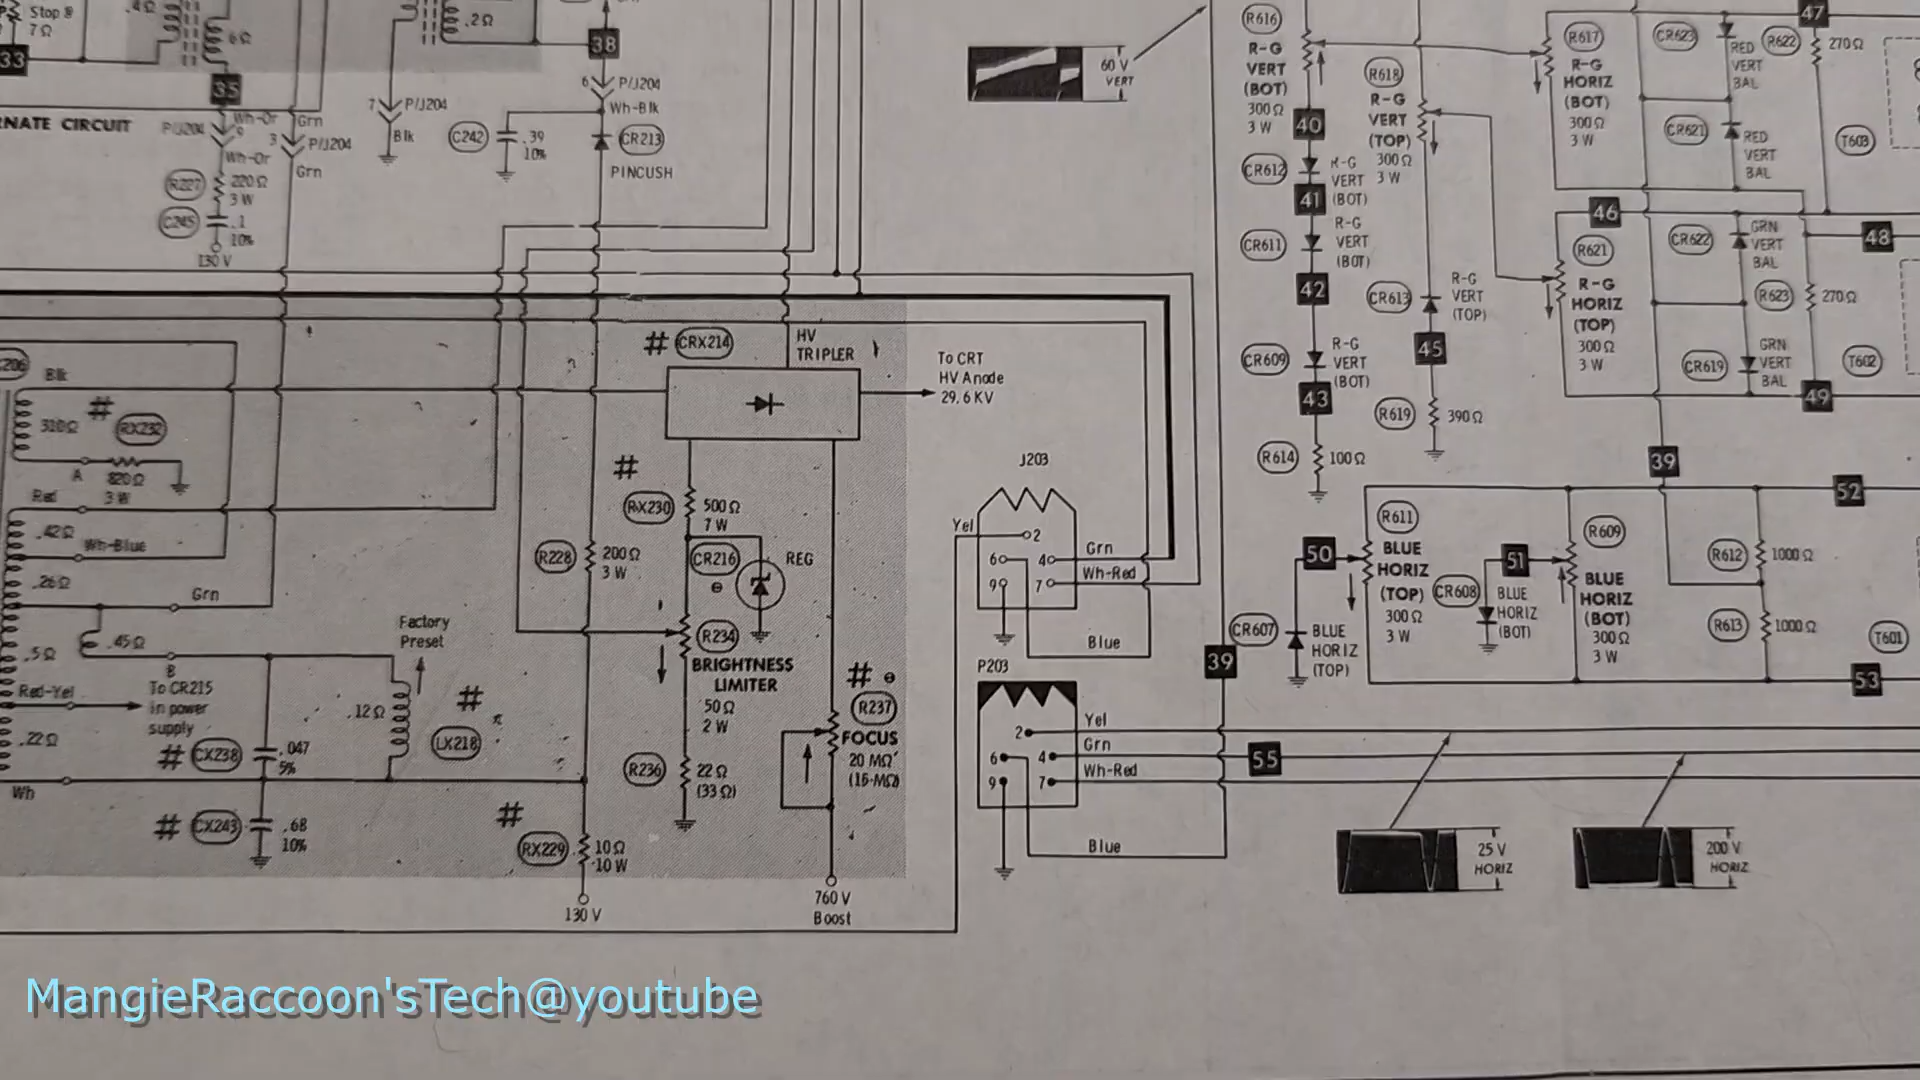 Stop @
7Ω
33
.4Ω
6Ω
35
.2Ω
38
6
P/J204
Wh-Blk
7
P/J204
Blk
C242
.39
10%
CR213
PINCUSH
RNATE CIRCUIT
P/J204
9
Wh-Or
Grn
3
P/J204
Wh-Or
Grn
R227
220Ω
3 W
C245
.1
10%
130 V
60 V
VERT
R616
R-G
VERT
(BOT)
300Ω
3 W
40
CR612
R-G
VERT
(BOT)
41
CR611
R-G
VERT
(BOT)
42
CR609
R-G
VERT
(BOT)
43
R614
100Ω
R618
R-G
VERT
(TOP)
300Ω
3 W
CR613
R-G
VERT
(TOP)
45
R619
390Ω
R617
R-G
HORIZ
(BOT)
300Ω
3 W
CR623
RED
VERT
BAL
R622
47
270Ω
CR621
RED
VERT
BAL
T603
46
R621
R-G
HORIZ
(TOP)
300Ω
3 W
CR622
GRN
VERT
BAL
48
R623
270Ω
CR619
GRN
VERT
BAL
T602
49
39
206
Blk
310Ω
#
RX232
A
820Ω
3 W
Red
.42Ω
Wh-Blue
.26Ω
Grn
.45Ω
.5Ω
B
Red-Yel
To CR215
in power
supply
.22Ω
Wh
Factory
Preset
.12Ω
#
LX218
#
CX238
.047
5%
#
CX243
.68
10%
#
CRX214
HV
TRIPLER
To CRT
HV Anode
29.6 KV
#
RX230
500Ω
7 W
R228
200Ω
3 W
CR216
REG
R234
BRIGHTNESS
LIMITER
50Ω
2 W
R236
22Ω
(33Ω)
# ⊖
R237
FOCUS
20 MΩ
(16 MΩ)
#
RX229
10Ω
10 W
130 V
760 V
Boost
J203
Yel
2
6
4
Grn
9
7
Wh-Red
Blue
P203
2
Yel
6
4
Grn
9
7
Wh-Red
Blue
39
55
50
R611
BLUE
HORIZ
(TOP)
300Ω
3 W
CR607
BLUE
HORIZ
(TOP)
51
CR608
BLUE
HORIZ
(BOT)
R609
BLUE
HORIZ
(BOT)
300Ω
3 W
52
R612
1000Ω
R613
1000Ω
T601
53
25 V
HORIZ
200 V
HORIZ
MangieRaccoon'sTech@youtube